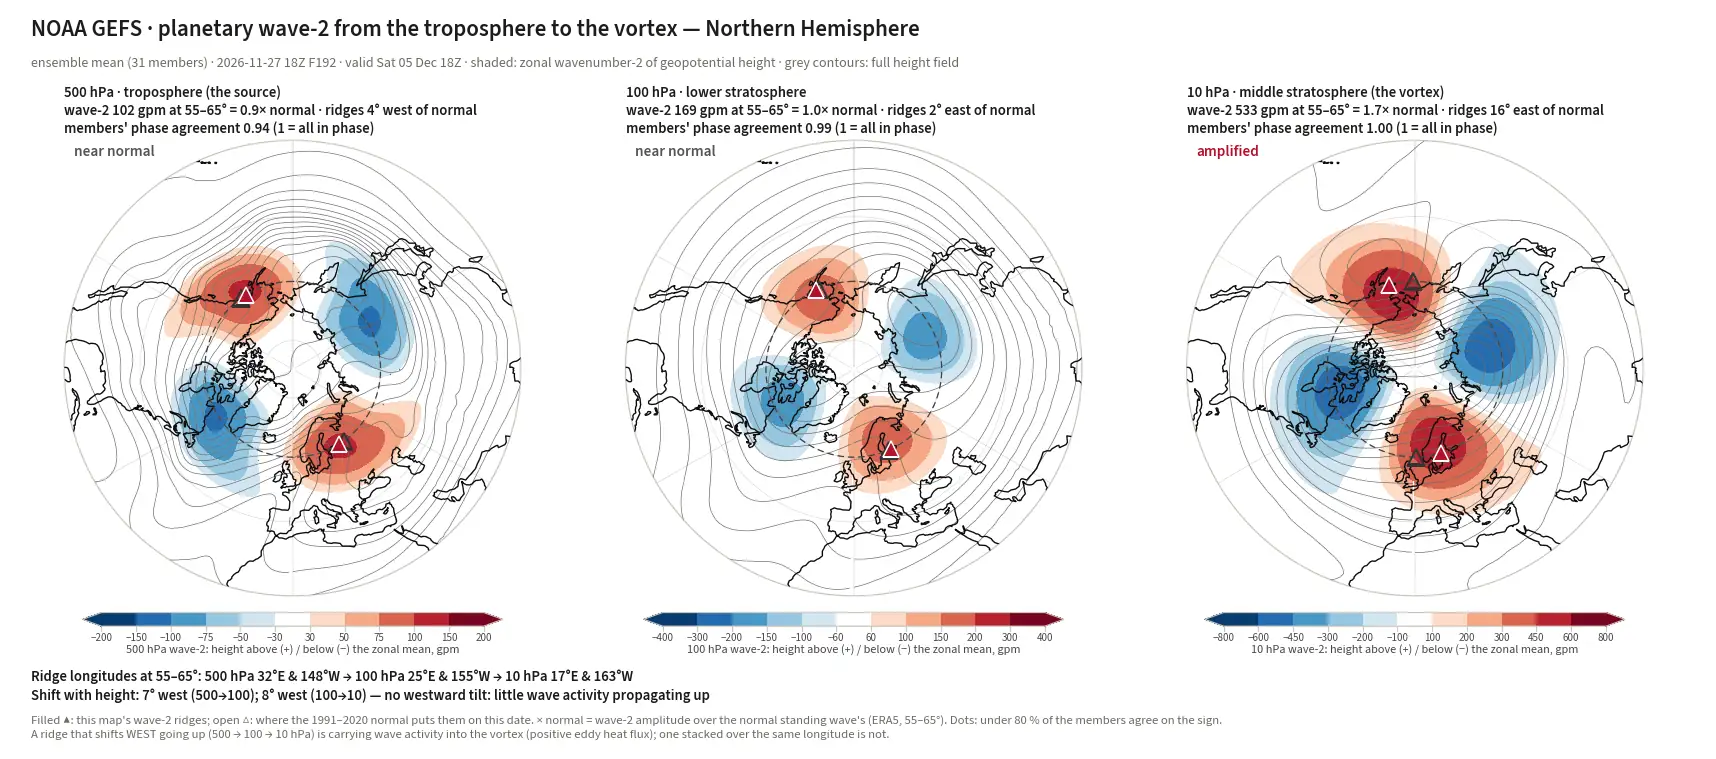 NOAA GEFS · planetary wave-2 from the troposphere to the vortex — Northern Hemisphere
ensemble mean (31 members) · 2026-11-27 18Z F192 · valid Sat 05 Dec 18Z · shaded: zonal wavenumber-2 of geopotential height · grey contours: full height field
500 hPa · troposphere (the source)
wave-2 102 gpm at 55–65° = 0.9× normal · ridges 4° west of normal
members' phase agreement 0.94 (1 = all in phase)
near normal
100 hPa · lower stratosphere
wave-2 169 gpm at 55–65° = 1.0× normal · ridges 2° east of normal
members' phase agreement 0.99 (1 = all in phase)
near normal
10 hPa · middle stratosphere (the vortex)
wave-2 533 gpm at 55–65° = 1.7× normal · ridges 16° east of normal
members' phase agreement 1.00 (1 = all in phase)
amplified
−200 −150 −100 −75 −50 −30 30 50 75 100 150 200
500 hPa wave-2: height above (+) / below (−) the zonal mean, gpm
−400 −300 −200 −150 −100 −60 60 100 150 200 300 400
100 hPa wave-2: height above (+) / below (−) the zonal mean, gpm
−800 −600 −450 −300 −200 −100 100 200 300 450 600 800
10 hPa wave-2: height above (+) / below (−) the zonal mean, gpm
Ridge longitudes at 55–65°: 500 hPa 32°E & 148°W → 100 hPa 25°E & 155°W → 10 hPa 17°E & 163°W
Shift with height: 7° west (500→100); 8° west (100→10) — no westward tilt: little wave activity propagating up
Filled ▲: this map's wave-2 ridges; open △: where the 1991–2020 normal puts them on this date. × normal = wave-2 amplitude over the normal standing wave's (ERA5, 55–65°). Dots: under 80 % of the members agree on the sign.
A ridge that shifts WEST going up (500 → 100 → 10 hPa) is carrying wave activity into the vortex (positive eddy heat flux); one stacked over the same longitude is not.